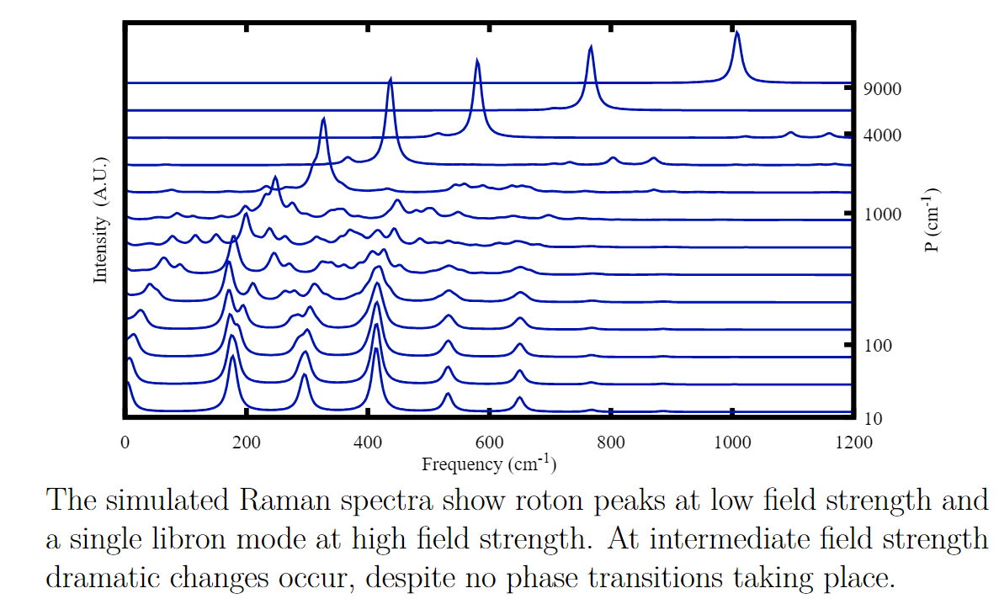 9000
4000
1000
100
10
Intensity (A.U.)
P (cm-1)
0 200 400 600 800 1000 1200
Frequency (cm-1)
The simulated Raman spectra show roton peaks at low field strength and
a single libron mode at high field strength. At intermediate field strength
dramatic changes occur, despite no phase transitions taking place.